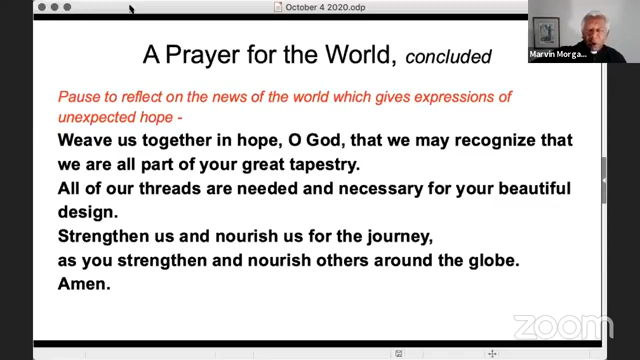 October 4 2020.odp
A Prayer for the World, concluded
Pause to reflect on the news of the world which gives expressions of
unexpected hope -
Weave us together in hope, O God, that we may recognize that
we are all part of your great tapestry.
All of our threads are needed and necessary for your beautiful
design.
Strengthen us and nourish us for the journey,
as you strengthen and nourish others around the globe.
Amen.
Marvin Morga...
zoom